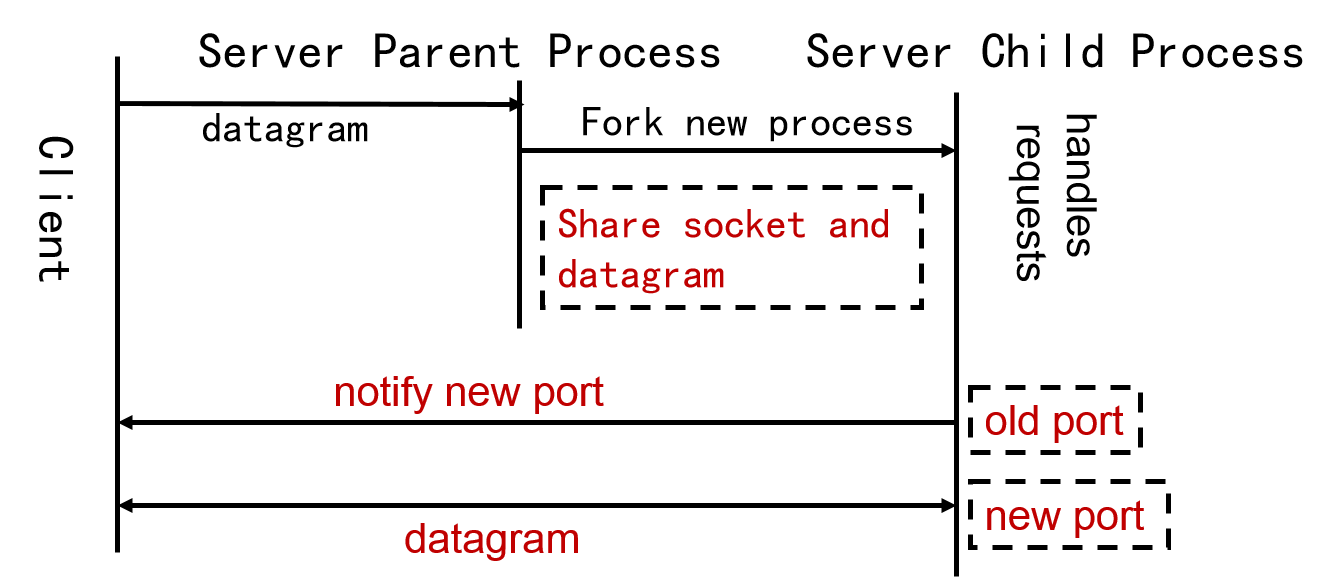 Server Parent Process
Server Child Process
Client
datagram
Fork new process
handles
requests
Share socket and
datagram
notify new port
old port
datagram
new port